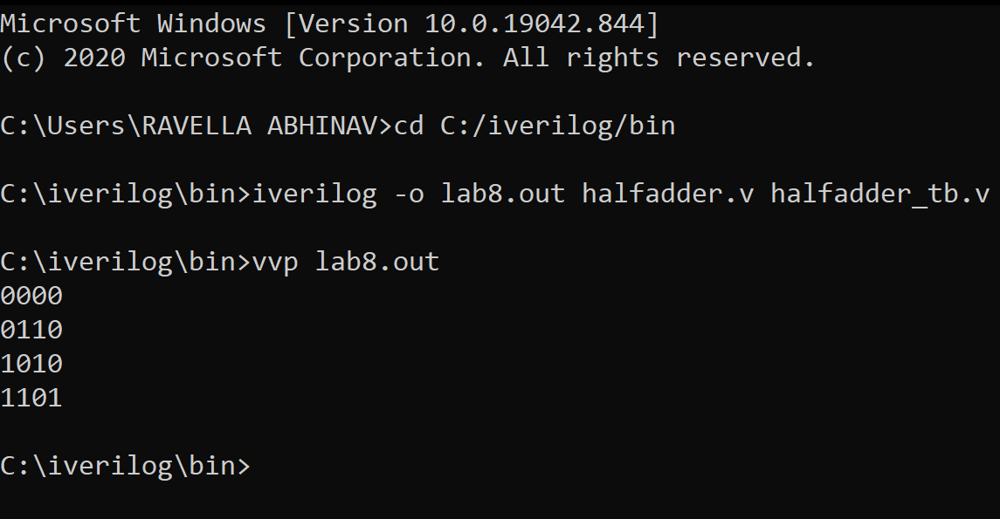 Microsoft Windows [Version 10.0.19042.844]
(c) 2020 Microsoft Corporation. All rights reserved.
C:\Users\RAVELLA ABHINAV>cd C:/iverilog/bin
C:\iverilog\bin>iverilog -o lab8.out halfadder.v halfadder_tb.v
C:\iverilog\bin>vvp lab8.out
0000
0110
1010
1101
C:\iverilog\bin>